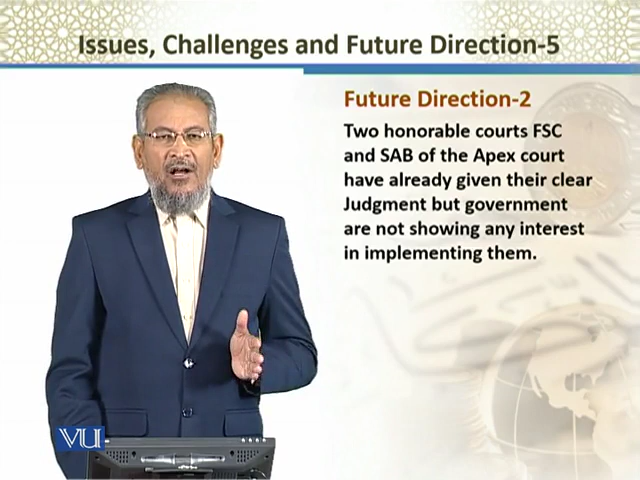 Issues, Challenges and Future Direction-5
Future Direction-2
Two honorable courts FSC
and SAB of the Apex court
have already given their clear
Judgment but government
are not showing any interest
in implementing them.
VU